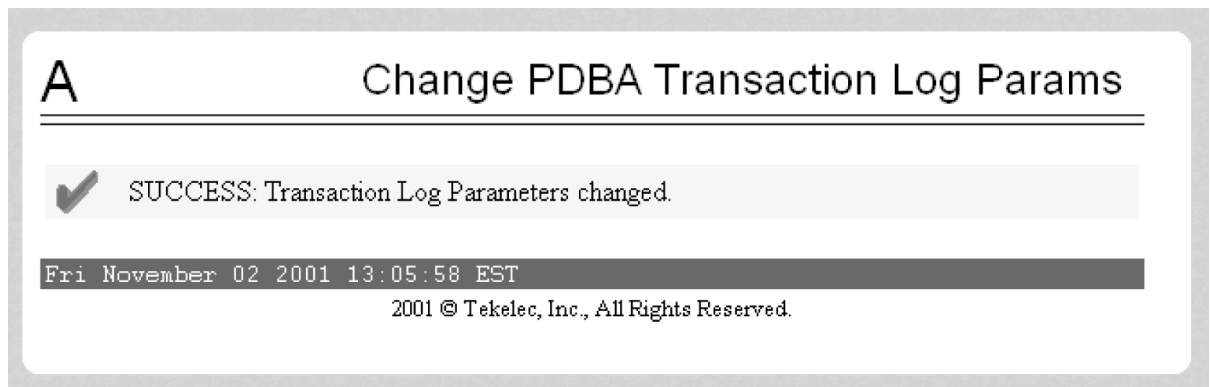 A Change PDBA Transaction Log Params
SUCCESS: Transaction Log Parameters changed.
Fri November 02 2001 13:05:58 EST
2001 © Tekelec, Inc., All Rights Reserved.